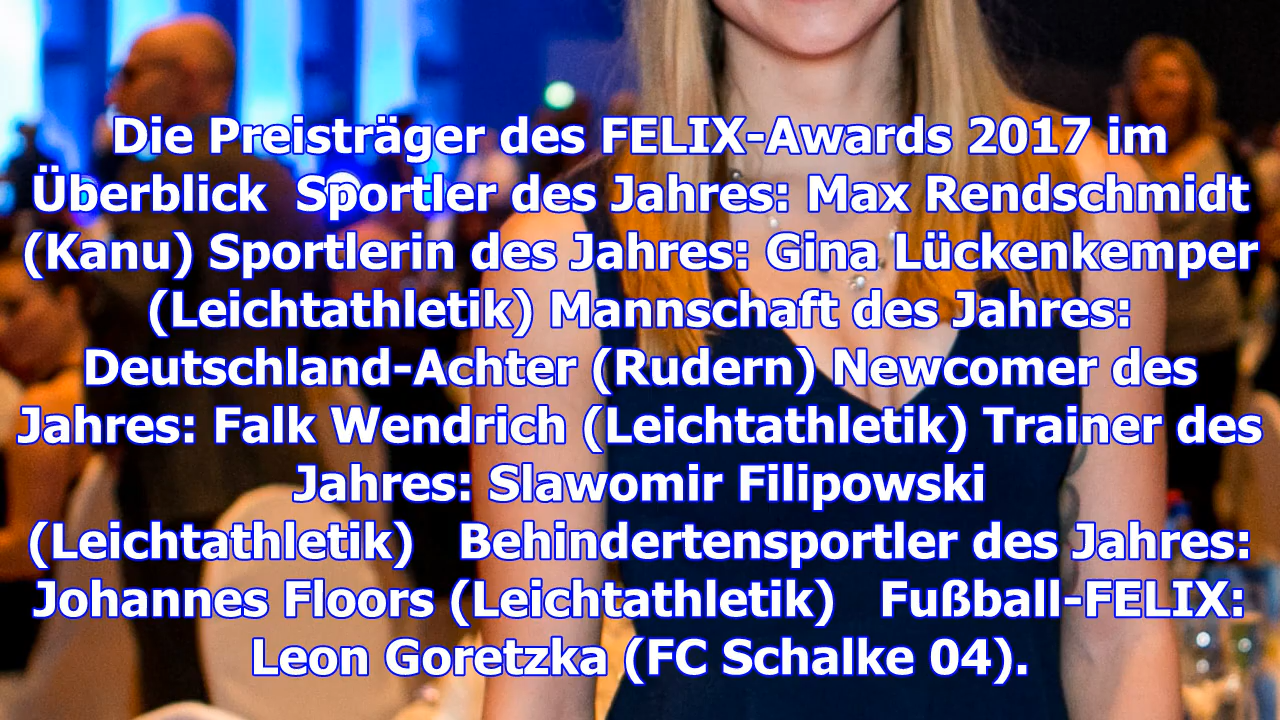 Die Preisträger des FELIX-Awards 2017 im
Überblick  Sportler des Jahres: Max Rendschmidt
(Kanu) Sportlerin des Jahres: Gina Lückenkemper
(Leichtathletik) Mannschaft des Jahres:
Deutschland-Achter (Rudern) Newcomer des
Jahres: Falk Wendrich (Leichtathletik) Trainer des
Jahres: Slawomir Filipowski
(Leichtathletik)   Behindertensportler des Jahres:
Johannes Floors (Leichtathletik)   Fußball-FELIX:
Leon Goretzka (FC Schalke 04).